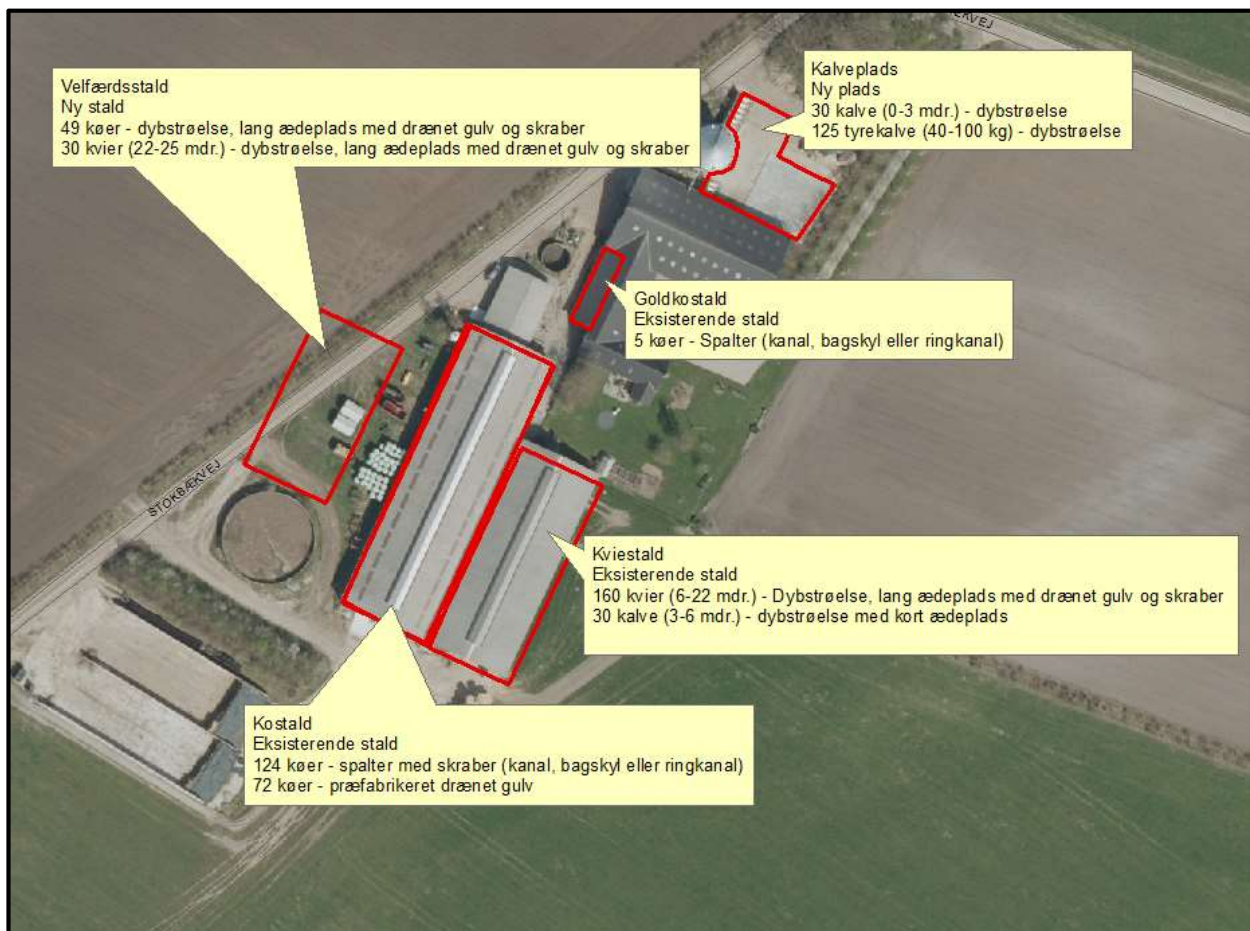 EKVEJ
Velfærdsstald
Ny stald
49 køer - dybstrøelse, lang ædeplads med drænet gulv og skraber
30 kvier (22-25 mdr.) - dybstrøelse, lang ædeplads med drænet gulv og skraber
Kalveplads
Ny plads
30 kalve (0-3 mdr.) - dybstrøelse
125 tyrekalve (40-100 kg) - dybstrøelse
Goldkostald
Eksisterende stald
5 køer - Spalter (kanal, bagskyl eller ringkanal)
STOKBÆKVEJ
Kviestald
Eksisterende stald
160 kvier (6-22 mdr.) - Dybstrøelse, lang ædeplads med drænet gulv og skraber
30 kalve (3-6 mdr.) - dybstrøelse med kort ædeplads
Kostald
Eksisterende stald
124 køer - spalter med skraber (kanal, bagskyl eller ringkanal)
72 køer - præfabrikeret drænet gulv